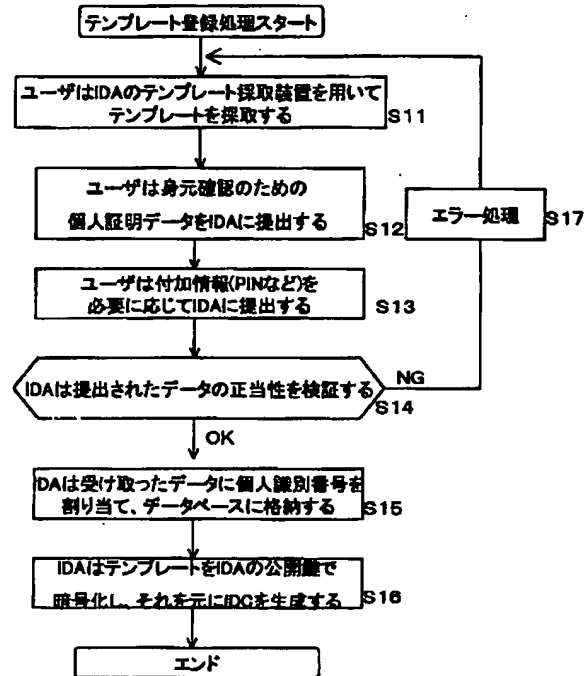 テンプレート登録処理スタート
ユーザはIDAのテンプレート採取装置を用いて
テンプレートを採取する
S11
ユーザは身元確認のための
個人証明データをIDAに提出する
S12
エラー処理
S17
ユーザは付加情報(PINなど)を
必要に応じてIDAに提出する
S13
IDAは提出されたデータの正当性を検証する
NG
S14
OK
IDAは受け取ったデータに個人識別番号を
割り当て、データベースに格納する
S15
IDAはテンプレートをIDAの公開鍵で
暗号化し、それを元にIDCを生成する
S16
エンド